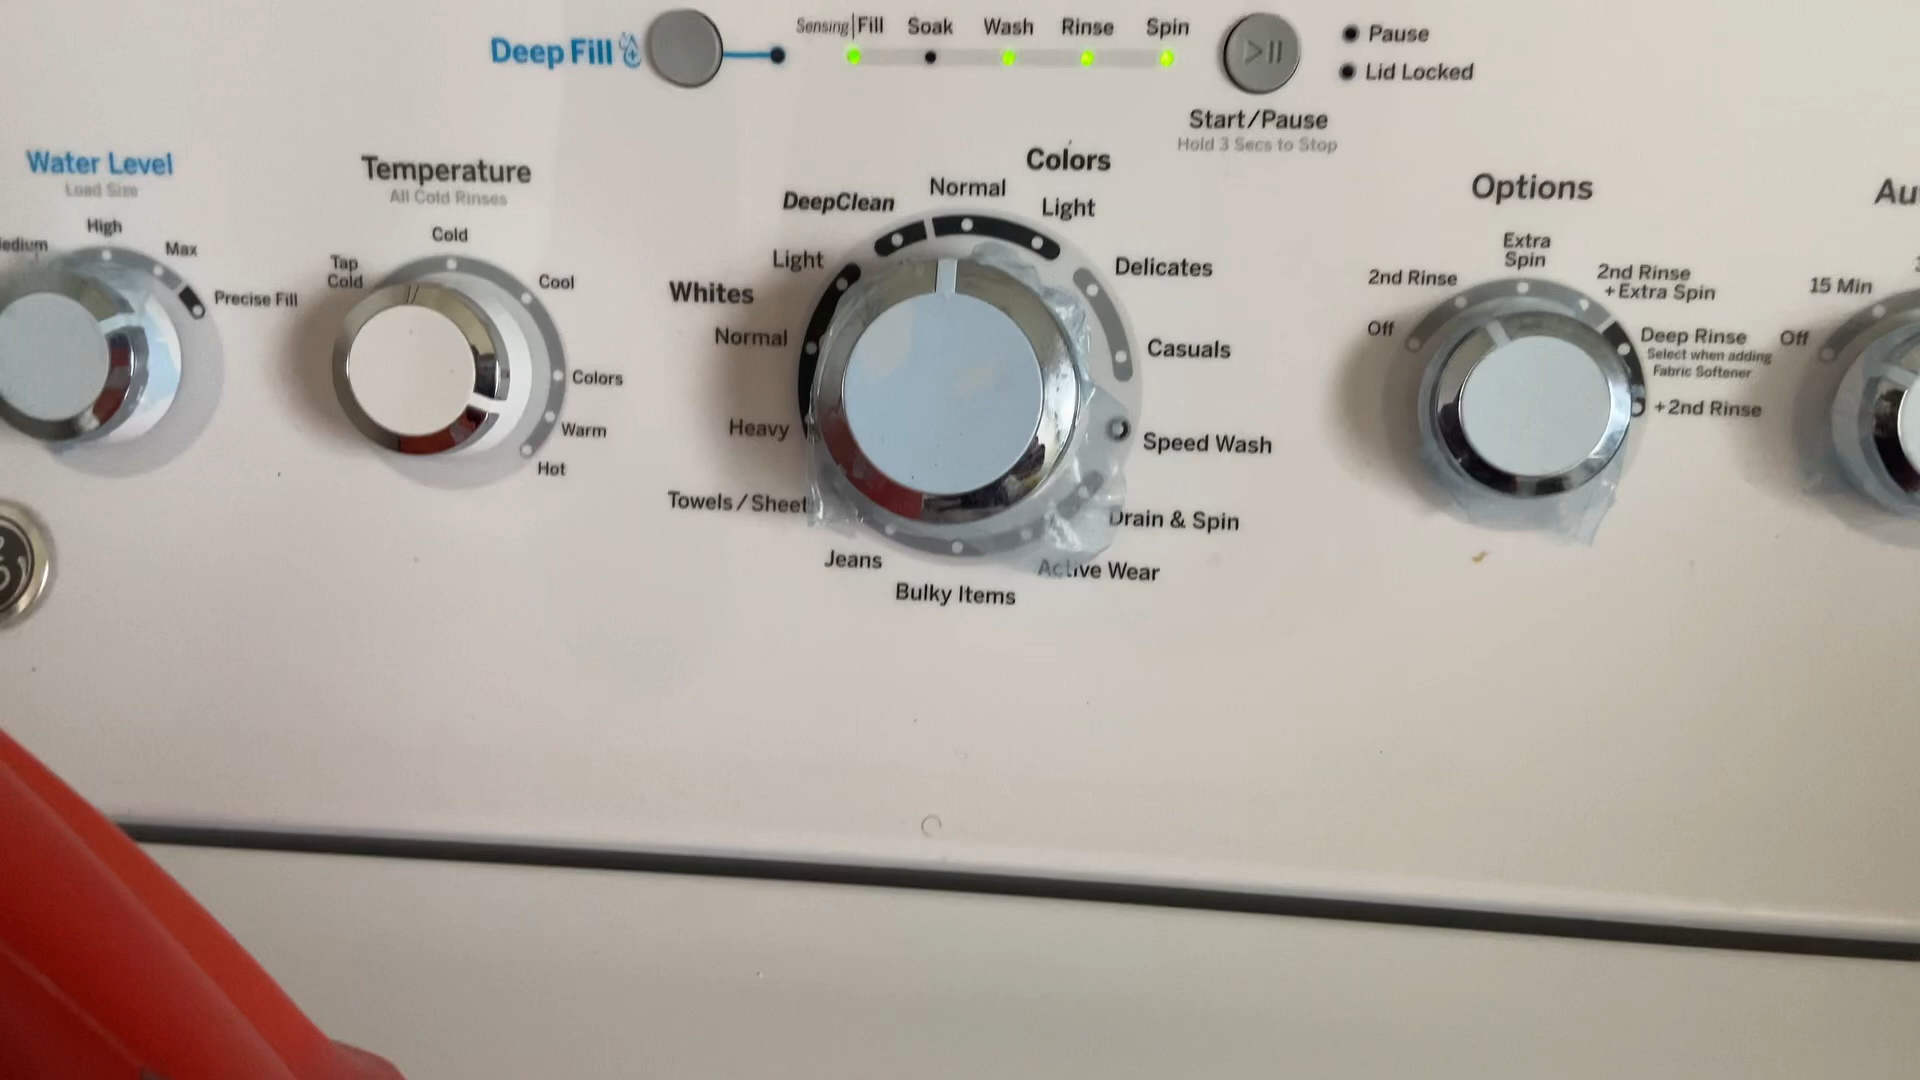 Sensing Fill Soak Wash Rinse Spin
Deep Fill
Pause
Lid Locked
Start/Pause
Hold 3 Secs to Stop
Water Level
Load Size
High
Max
Precise Fill
Temperature
All Cold Rinses
Tap Cold
Cold
Cool
Colors
Warm
Hot
Colors
DeepClean
Normal
Light
Whites
Light
Normal
Heavy
Towels / Sheet
Jeans
Bulky Items
Active Wear
Drain & Spin
Speed Wash
Casuals
Delicates
Options
Off
2nd Rinse
Extra
Spin
2nd Rinse
+Extra Spin
Deep Rinse
Select when adding
Fabric Softener
+2nd Rinse
Off
15 Min